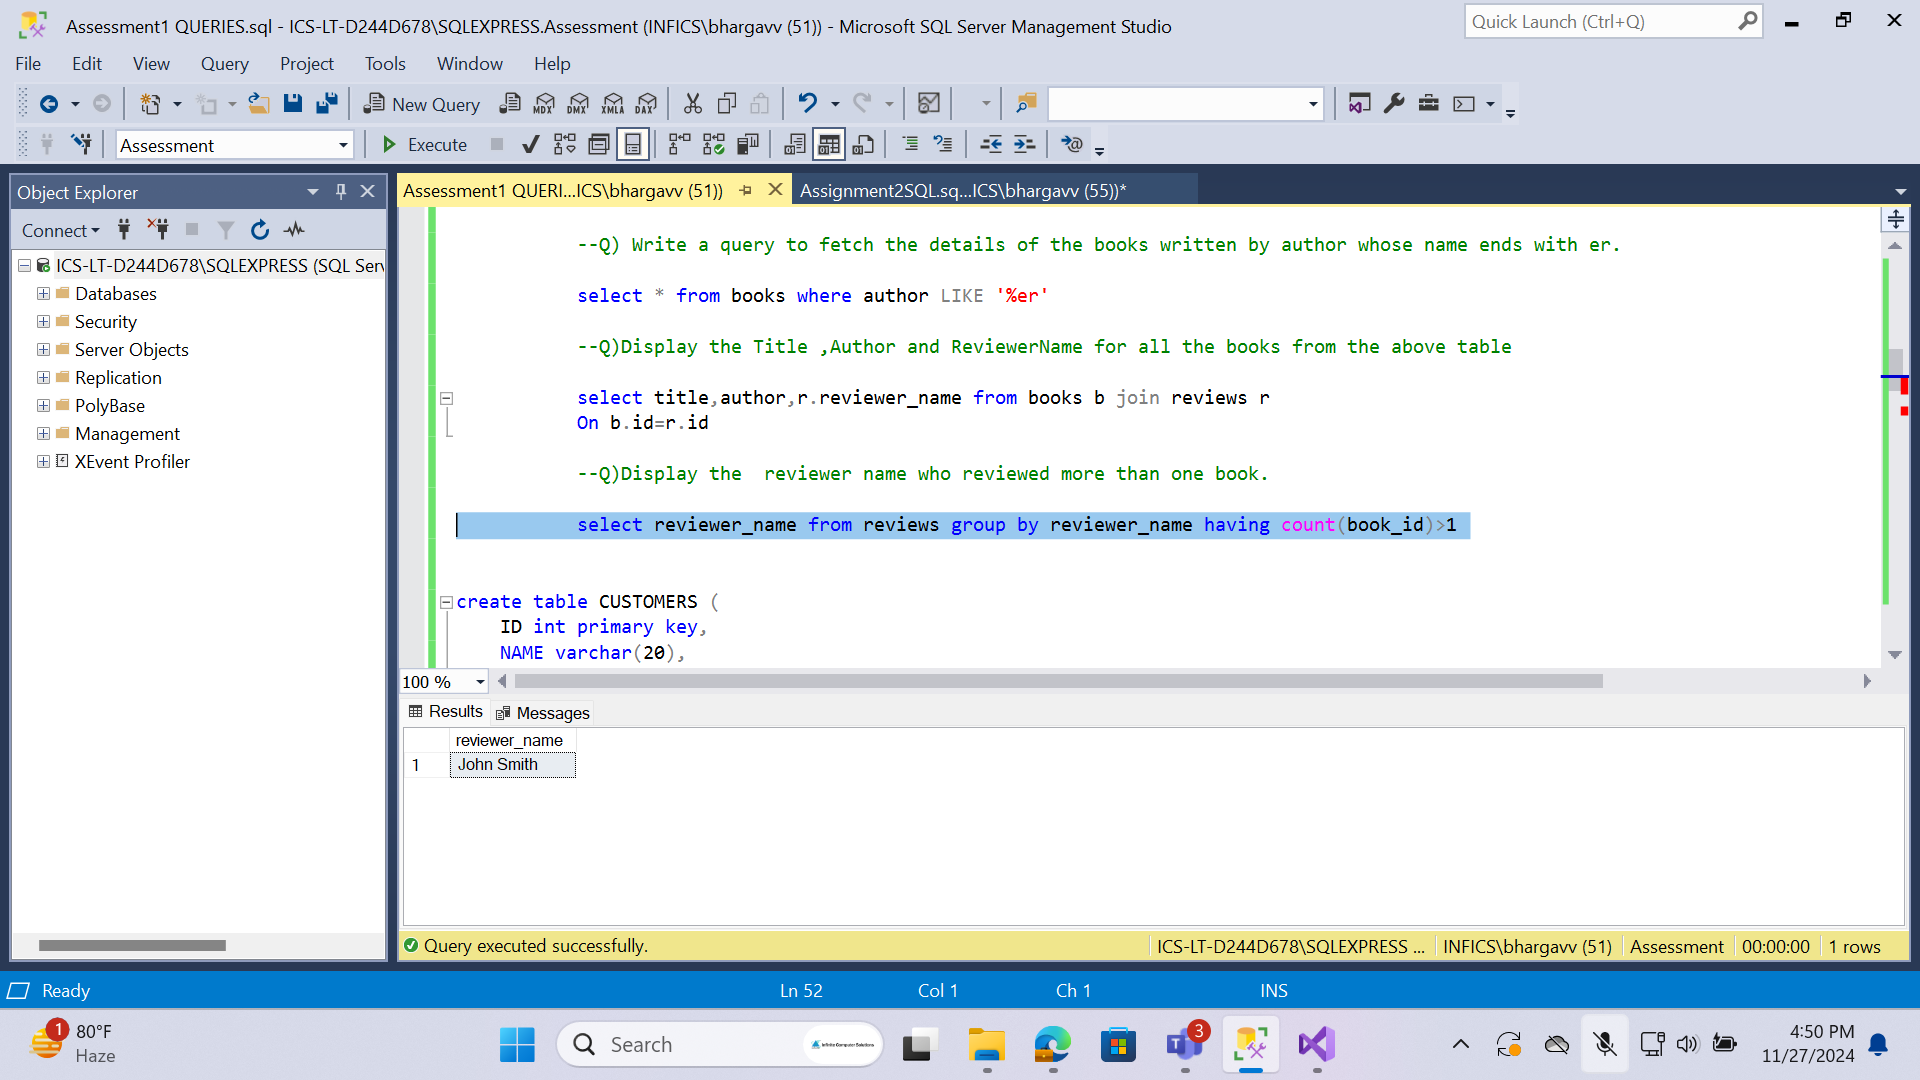 Assessment1 QUERIES.sql - ICS-LT-D244D678\SQLEXPRESS.Assessment (INFICS\bhargavv (51)) - Microsoft SQL Server Management Studio
Quick Launch (Ctrl+Q)
File Edit View Query Project Tools Window Help
New Query MDX DMX XMLA DAX
Assessment Execute
Object Explorer
Assessment1 QUERI...ICS\bhargavv (51)) Assignment2SQL.sq...ICS\bhargavv (55))*
Connect
ICS-LT-D244D678\SQLEXPRESS (SQL Serv
Databases
Security
Server Objects
Replication
PolyBase
Management
XEvent Profiler
--Q) Write a query to fetch the details of the books written by author whose name ends with er.
select * from books where author LIKE '%er'
--Q)Display the Title ,Author and ReviewerName for all the books from the above table
select title,author,r.reviewer_name from books b join reviews r
On b.id=r.id
--Q)Display the  reviewer name who reviewed more than one book.
select reviewer_name from reviews group by reviewer_name having count(book_id)>1
create table CUSTOMERS (
ID int primary key,
NAME varchar(20),
100 %
Results Messages
reviewer_name
1 John Smith
Query executed successfully. ICS-LT-D244D678\SQLEXPRESS ... INFICS\bhargavv (51) Assessment 00:00:00 1 rows
Ready Ln 52 Col 1 Ch 1 INS
1 80°F
Haze
Search
Infinite Computer Solutions
3
4:50 PM
11/27/2024